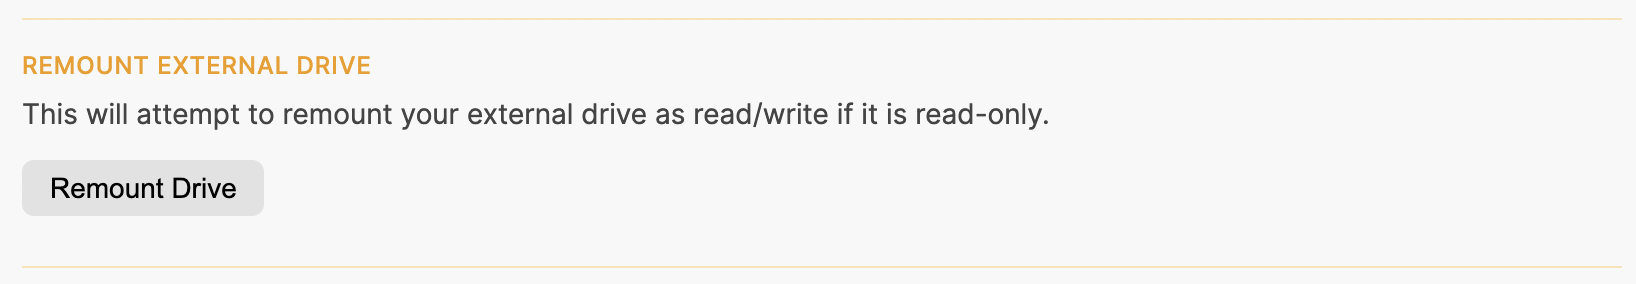 REMOUNT EXTERNAL DRIVE
This will attempt to remount your external drive as read/write if it is read-only.
Remount Drive